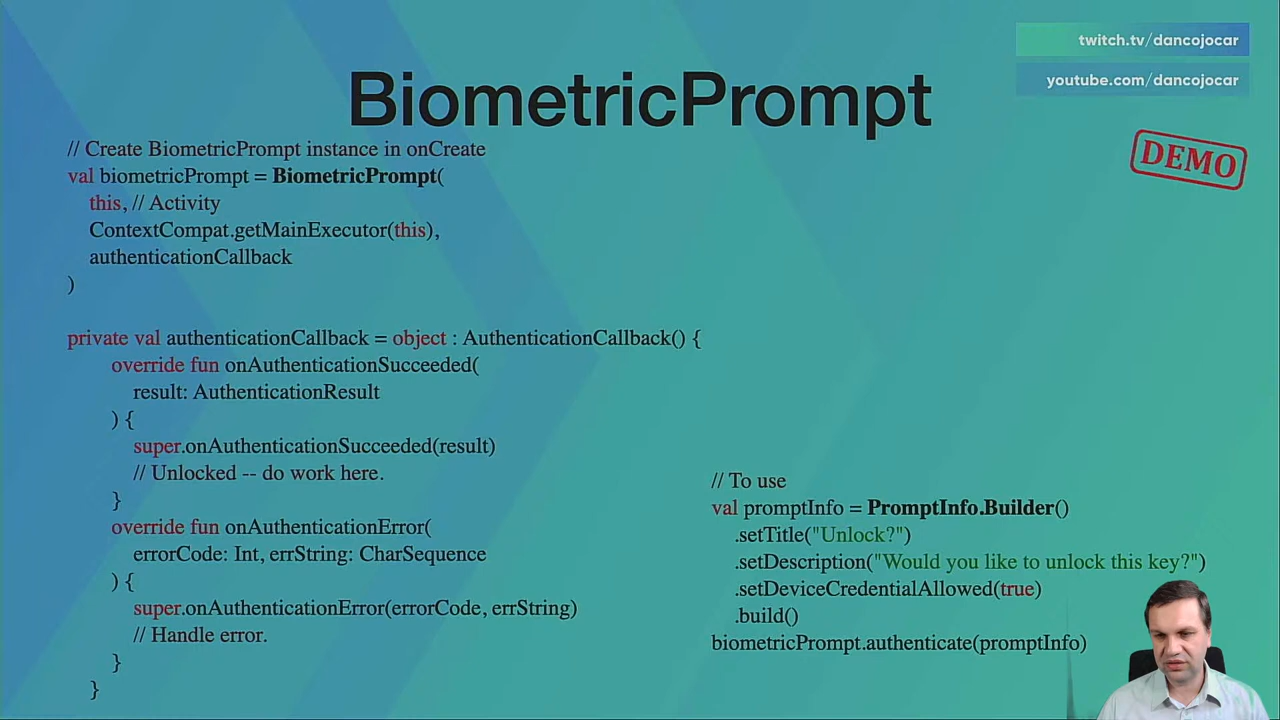 twitch.tv/dancojocar
youtube.com/dancojocar
BiometricPrompt
DEMO
// Create BiometricPrompt instance in onCreate
val biometricPrompt = BiometricPrompt(
this, // Activity
ContextCompat.getMainExecutor(this),
authenticationCallback
)
private val authenticationCallback = object : AuthenticationCallback() {
override fun onAuthenticationSucceeded(
result: AuthenticationResult
) {
super.onAuthenticationSucceeded(result)
// Unlocked -- do work here.
}
override fun onAuthenticationError(
errorCode: Int, errString: CharSequence
) {
super.onAuthenticationError(errorCode, errString)
// Handle error.
}
}
// To use
val promptInfo = PromptInfo.Builder()
.setTitle("Unlock?")
.setDescription("Would you like to unlock this key?")
.setDeviceCredentialAllowed(true)
.build()
biometricPrompt.authenticate(promptInfo)